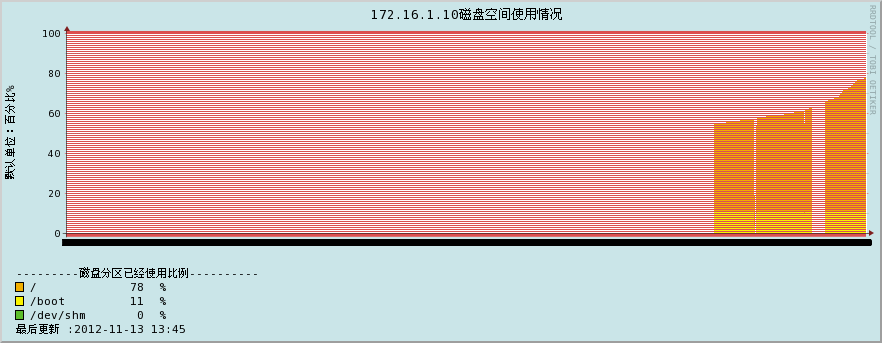 172.16.1.10磁盘空间使用情况
RRDTOOL / TOBI OETIKER
默认单位：百分比%
100
80
60
40
20
0
---------磁盘分区已经使用比例----------
/ 78 %
/boot 11 %
/dev/shm 0 %
最后更新 :2012-11-13 13:45